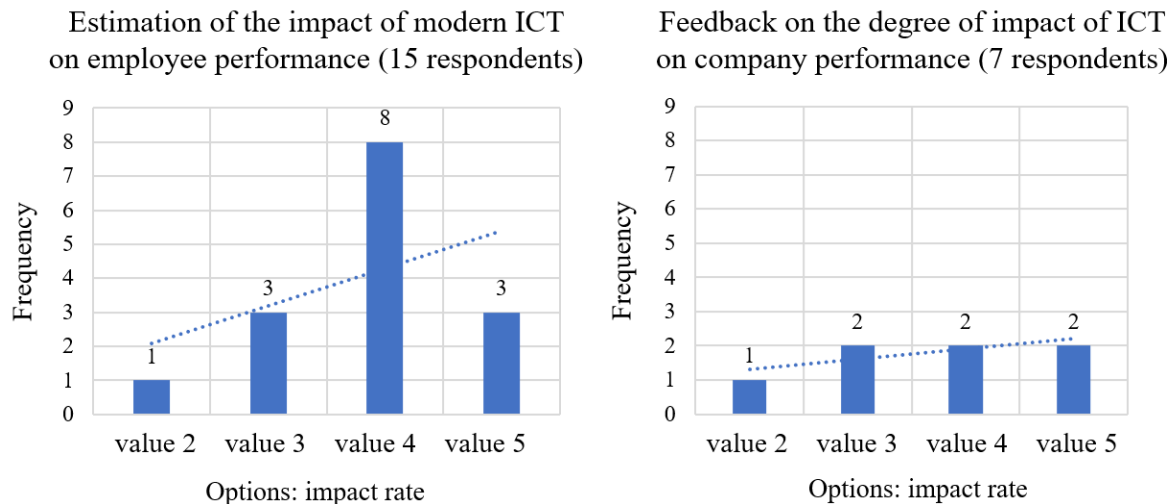 Estimation of the impact of modern ICT
on employee performance (15 respondents)
9
8
7
6
5
4
3
2
1
0
Frequency
1
3
8
3
value 2
value 3
value 4
value 5
Options: impact rate
Feedback on the degree of impact of ICT
on company performance (7 respondents)
9
8
7
6
5
4
3
2
1
0
Frequency
1
2
2
2
value 2
value 3
value 4
value 5
Options: impact rate